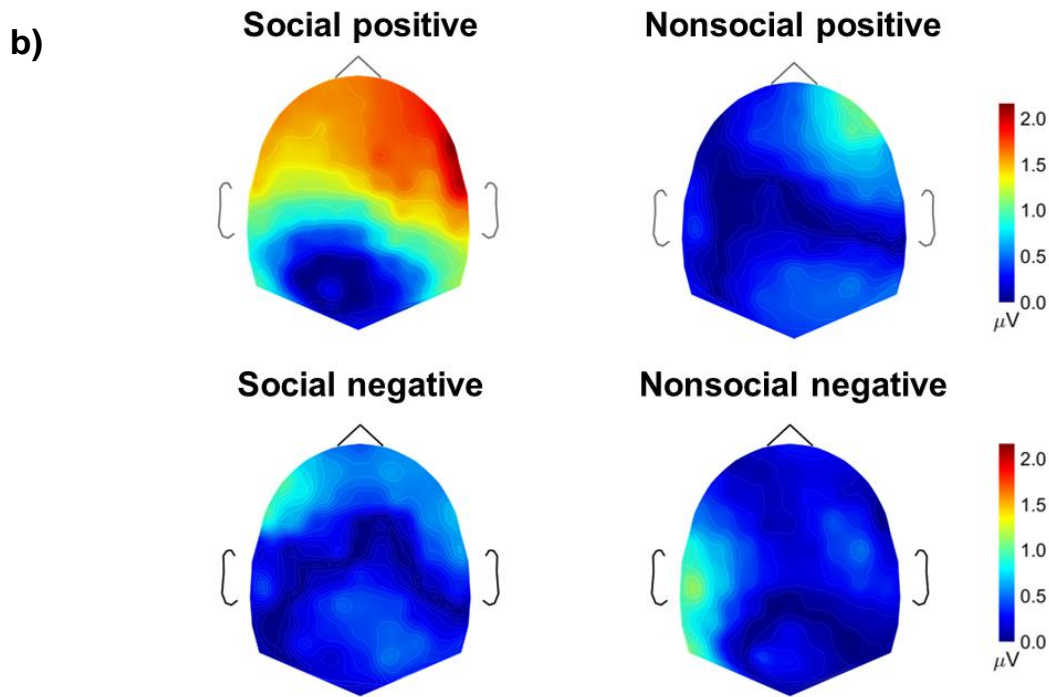 b)
Social positive
Nonsocial positive
2.0
1.5
1.0
0.5
0.0
μV
Social negative
Nonsocial negative
2.0
1.5
1.0
0.5
0.0
μV